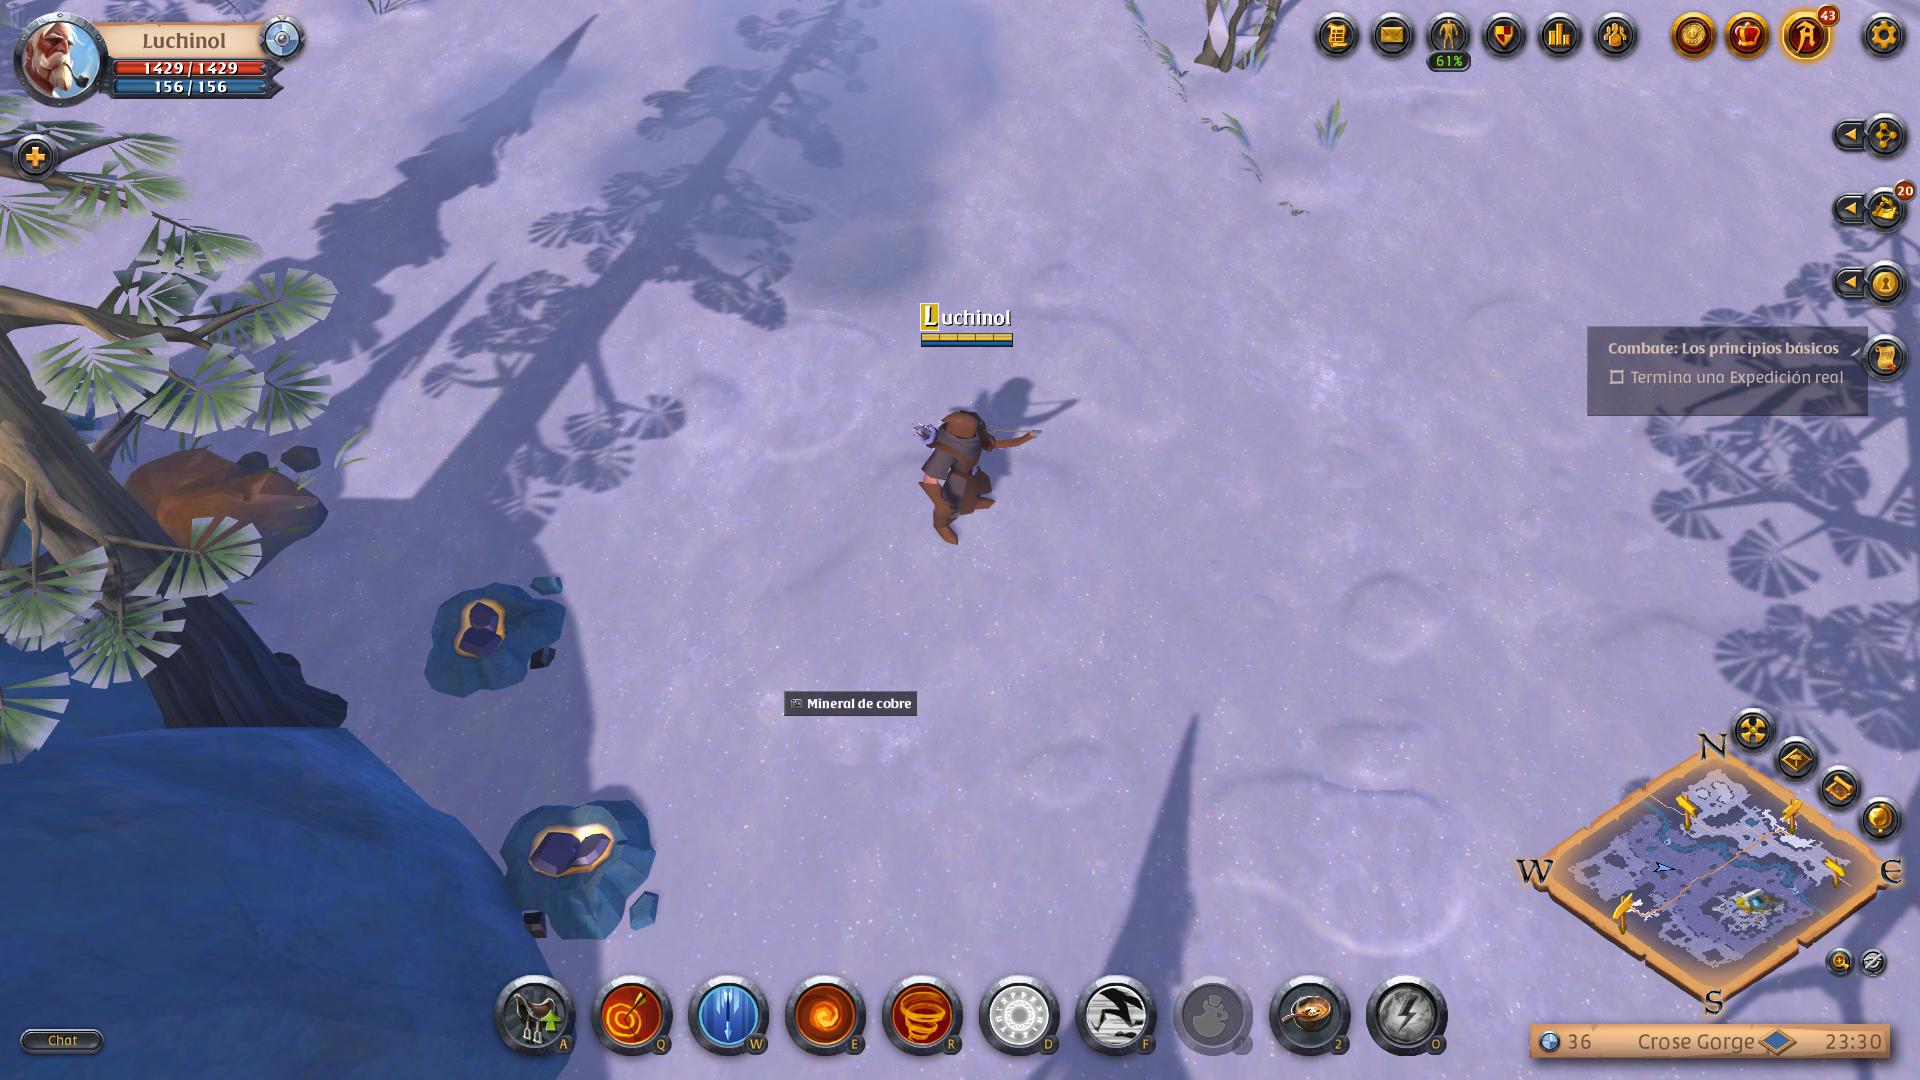 Luchinol
1429 / 1429
156 / 156
61%
43
20
Luchinol
Combate: Los principios básicos
Termina una Expedición real
Mineral de cobre
N
W
E
S
A
Q
W
E
R
D
F
2
O
Chat
36
Crose Gorge
23:30